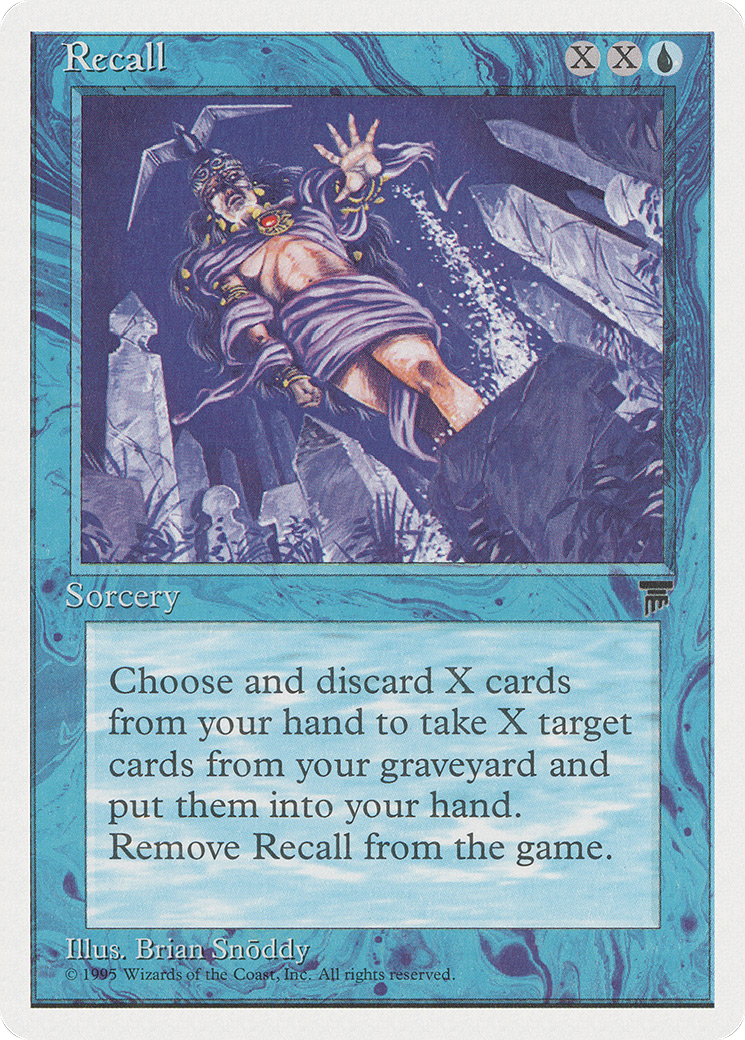 Recall
X X
Sorcery
Choose and discard X cards
from your hand to take X target
cards from your graveyard and
put them into your hand.
Remove Recall from the game.
Illus. Brian Snōddy
© 1995 Wizards of the Coast, Inc. All rights reserved.